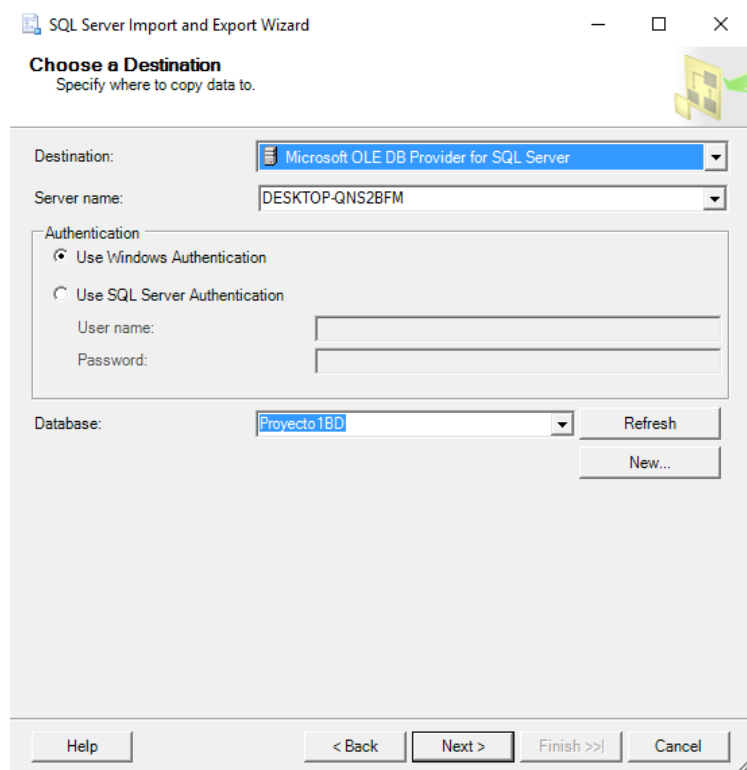 SQL Server Import and Export Wizard
Choose a Destination
Specify where to copy data to.
Destination: Microsoft OLE DB Provider for SQL Server
Server name: DESKTOP-QNS2BFM
Authentication
Use Windows Authentication
Use SQL Server Authentication
User name:
Password:
Database: Proyecto1BD Refresh
New...
Help < Back Next > Finish >>| Cancel